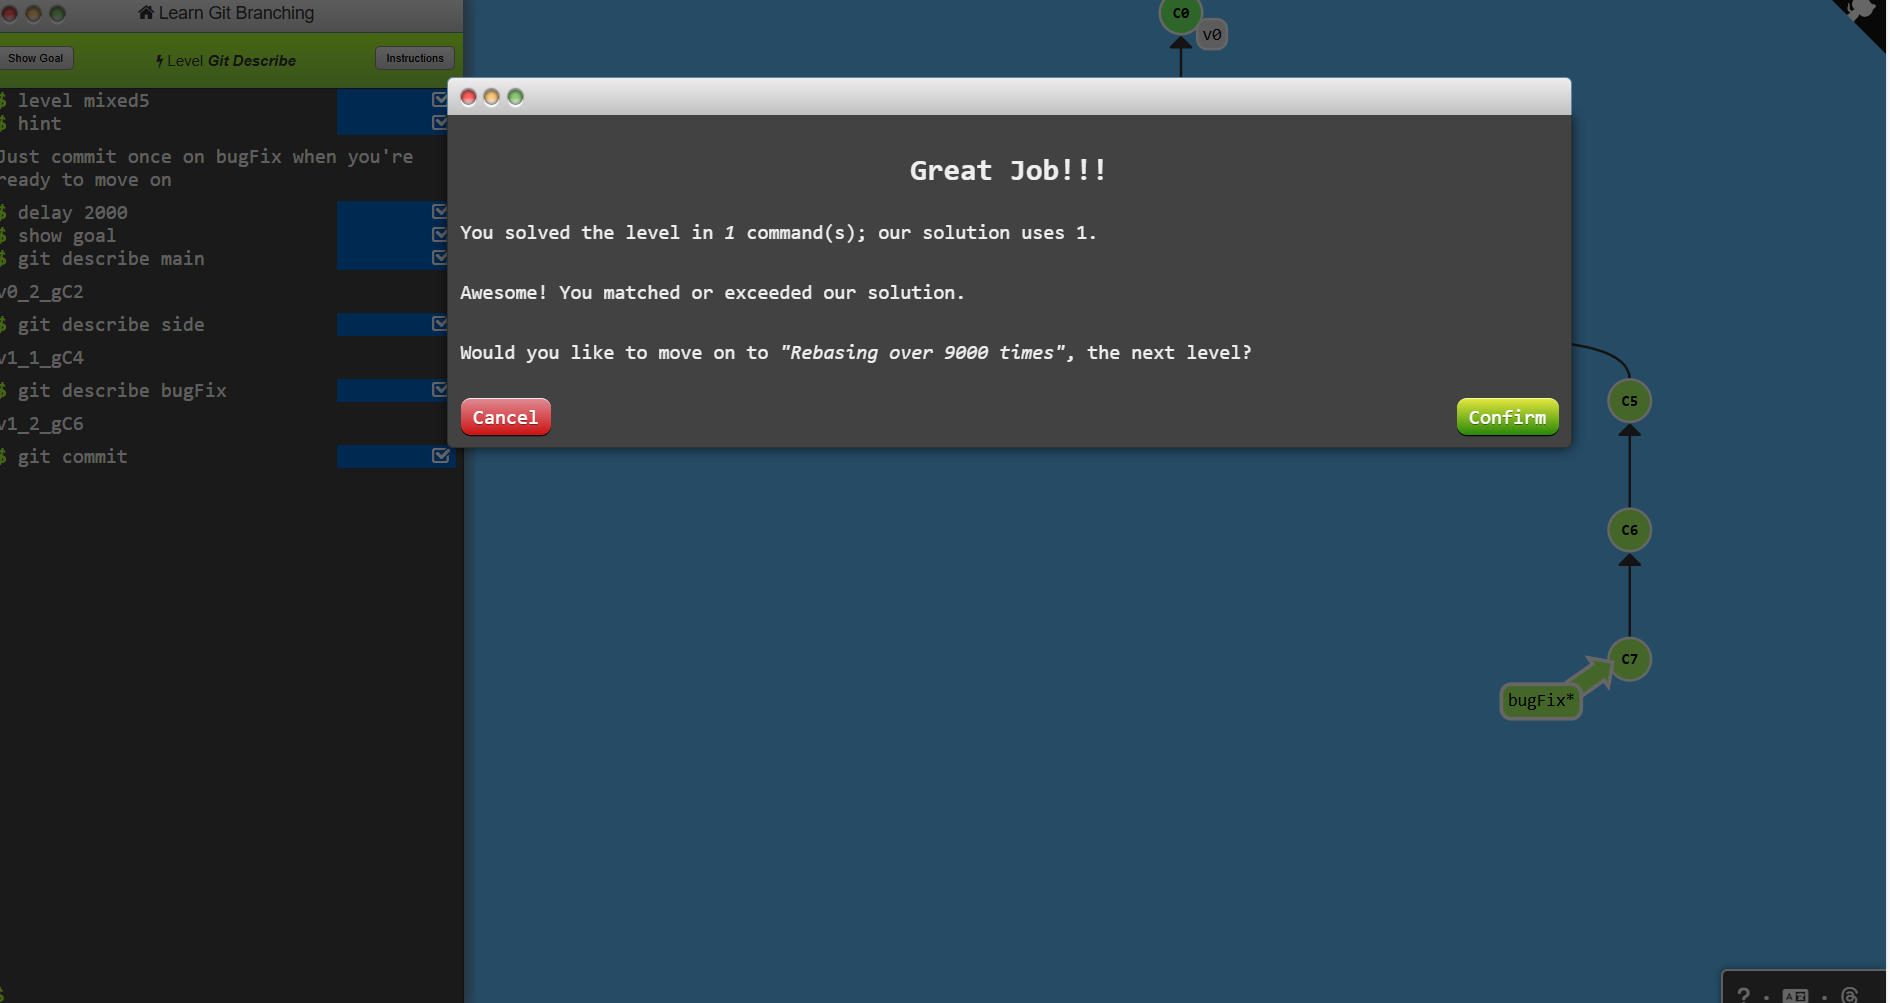 Learn Git Branching
Show Goal
Level Git Describe
Instructions
$ level mixed5
$ hint
Just commit once on bugFix when you're
ready to move on
$ delay 2000
$ show goal
$ git describe main
v0_2_gC2
$ git describe side
v1_1_gC4
$ git describe bugFix
v1_2_gC6
$ git commit
$
C0
v0
Great Job!!!
You solved the level in 1 command(s); our solution uses 1.
Awesome! You matched or exceeded our solution.
Would you like to move on to "Rebasing over 9000 times", the next level?
Cancel
Confirm
C5
C6
C7
bugFix*
?